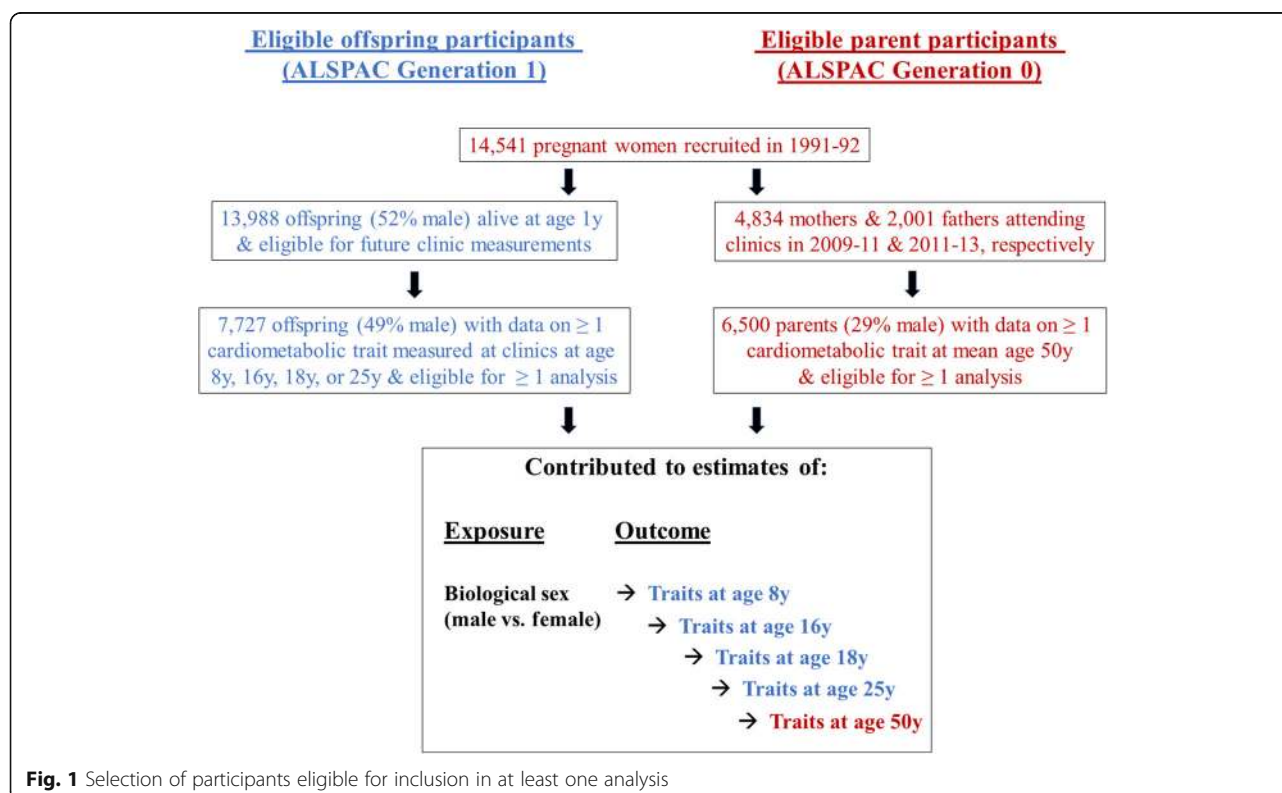 Eligible offspring participants
(ALSPAC Generation 1)
Eligible parent participants
(ALSPAC Generation 0)
14,541 pregnant women recruited in 1991-92
13,988 offspring (52% male) alive at age 1y
& eligible for future clinic measurements
4,834 mothers & 2,001 fathers attending
clinics in 2009-11 & 2011-13, respectively
7,727 offspring (49% male) with data on ≥ 1
cardiometabolic trait measured at clinics at age
8y, 16y, 18y, or 25y & eligible for ≥ 1 analysis
6,500 parents (29% male) with data on ≥ 1
cardiometabolic trait at mean age 50y
& eligible for ≥ 1 analysis
Contributed to estimates of:
Exposure
Outcome
Biological sex
(male vs. female)
→ Traits at age 8y
→ Traits at age 16y
→ Traits at age 18y
→ Traits at age 25y
→ Traits at age 50y
Fig. 1 Selection of participants eligible for inclusion in at least one analysis